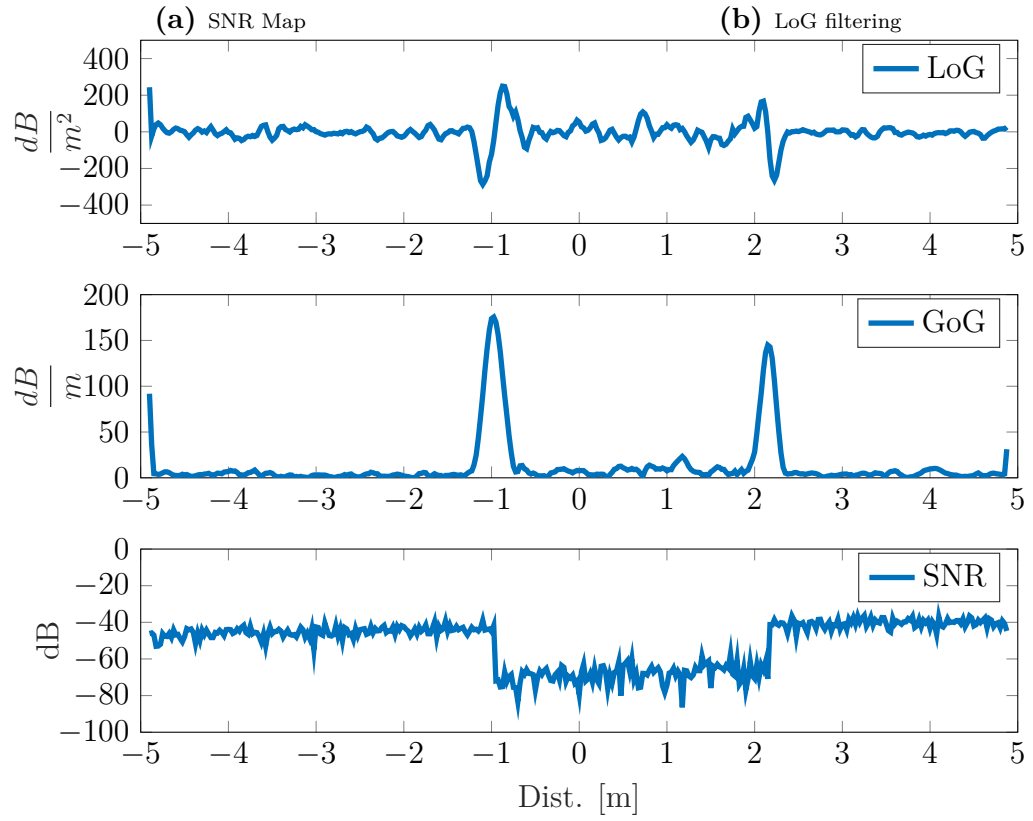 (a) SNR Map (b) LoG filtering
400
200
0
−200
−400
dB/m²
LoG
−5 −4 −3 −2 −1 0 1 2 3 4 5
200
150
100
50
0
dB/m
GoG
−5 −4 −3 −2 −1 0 1 2 3 4 5
0
−20
−40
−60
−80
−100
dB
SNR
−5 −4 −3 −2 −1 0 1 2 3 4 5
Dist. [m]